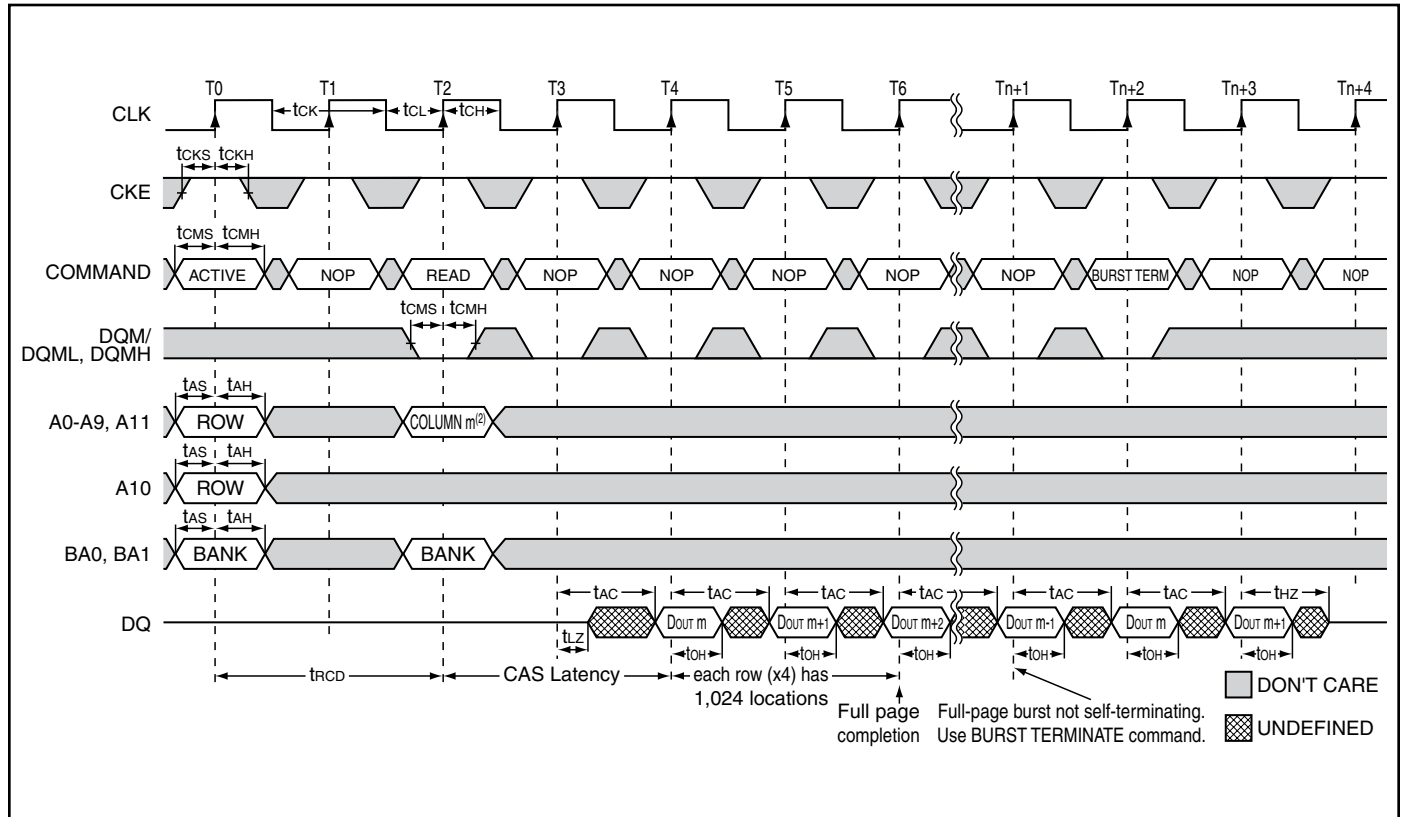 T0 T1 T2 T3 T4 T5 T6 Tn+1 Tn+2 Tn+3 Tn+4
CLK tCK tCL tCH
tCKS tCKH
CKE
tCMS tCMH
COMMAND ACTIVE NOP READ NOP NOP NOP NOP NOP BURST TERM NOP NOP
tCMS tCMH
DQM/
DQML, DQMH
tAS tAH
A0-A9, A11 ROW COLUMN m(2)
tAS tAH
A10 ROW
tAS tAH
BA0, BA1 BANK BANK
tAC tAC tAC tAC tAC tAC tHZ
DQ DOUT m DOUT m+1 DOUT m+2 DOUT m-1 DOUT m DOUT m+1
tLZ tOH tOH tOH tOH tOH tOH
tRCD CAS Latency each row (x4) has
1,024 locations
DON'T CARE
Full page
completion
Full-page burst not self-terminating.
Use BURST TERMINATE command.
UNDEFINED